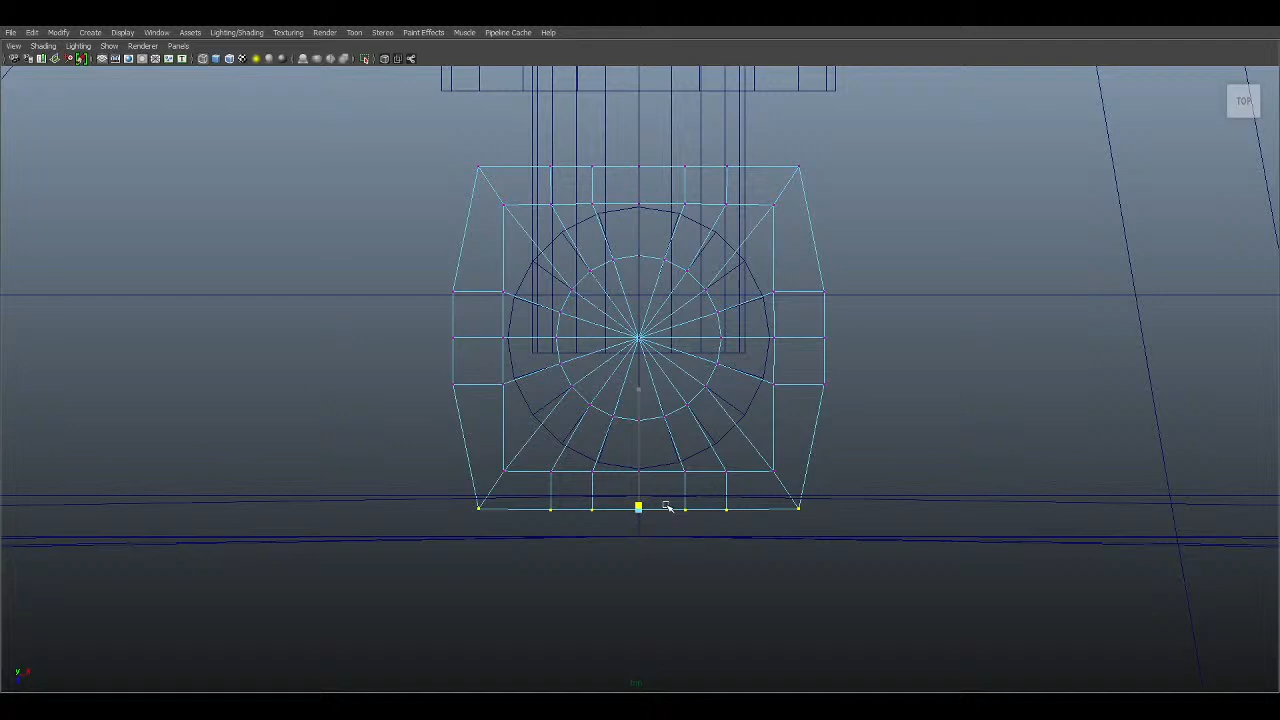 File Edit Modify Create Display Window Assets Lighting/Shading Texturing Render Toon Stereo Paint Effects Muscle Pipeline Cache Help
View Shading Lighting Show Renderer Panels
TOP
y x
top